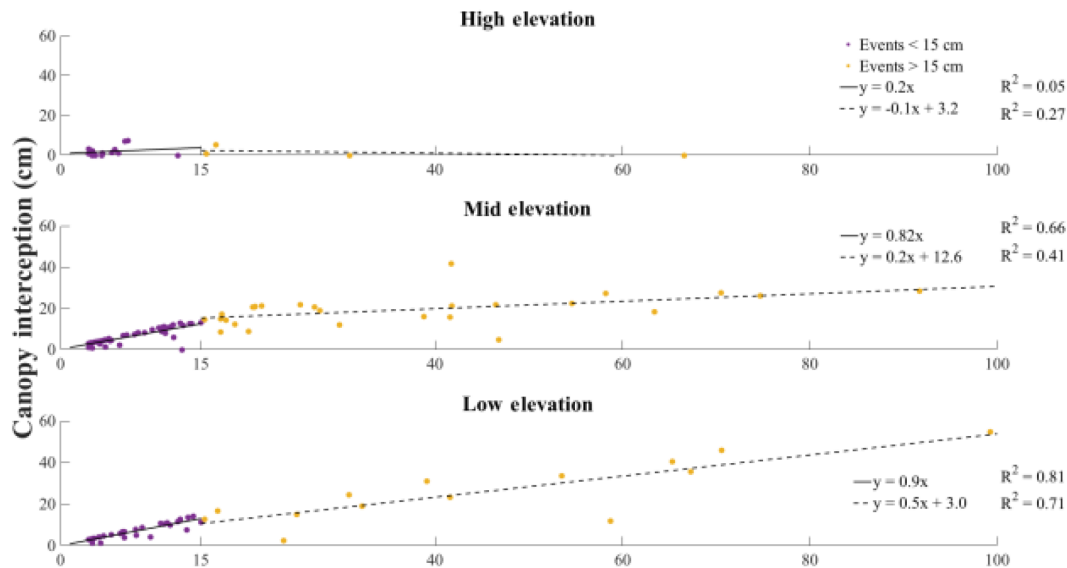 High elevation
60
40
20
0
0
15
40
60
80
100
Events < 15 cm
Events > 15 cm
y = 0.2x
R² = 0.05
y = -0.1x + 3.2
R² = 0.27
Canopy interception (cm)
Mid elevation
60
40
20
0
0
15
40
60
80
100
y = 0.82x
R² = 0.66
y = 0.2x + 12.6
R² = 0.41
Low elevation
60
40
20
0
0
15
40
60
80
100
y = 0.9x
R² = 0.81
y = 0.5x + 3.0
R² = 0.71